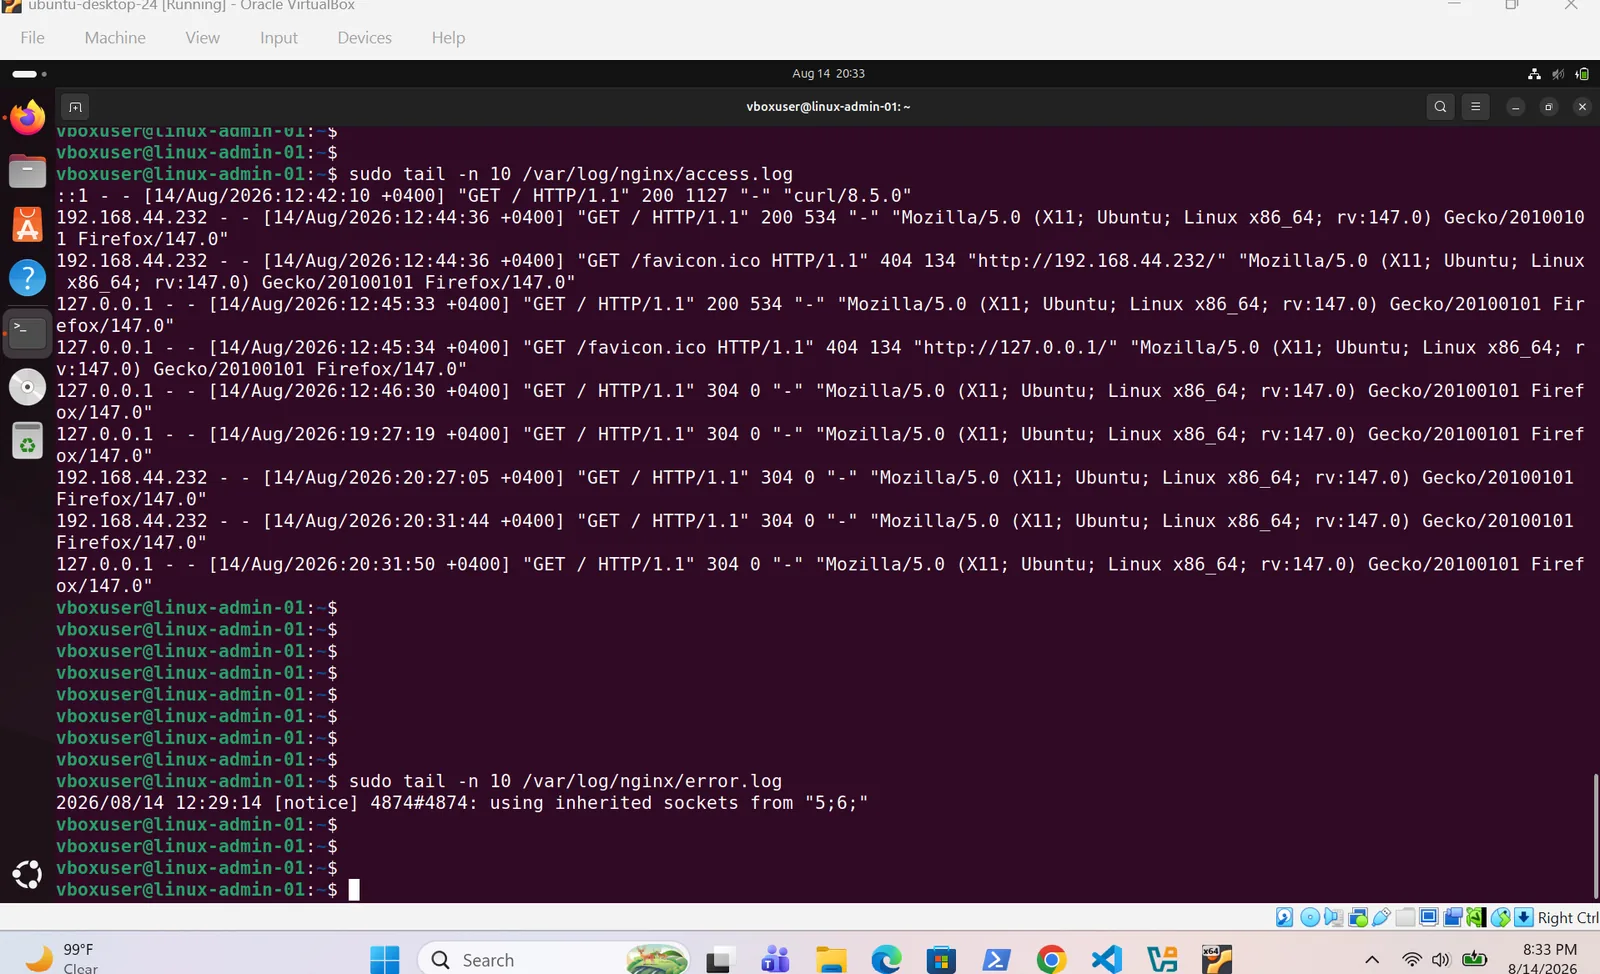 ubuntu-desktop-24 [Running] - Oracle VirtualBox
File Machine View Input Devices Help
Aug 14 20:33
vboxuser@linux-admin-01: ~
vboxuser@linux-admin-01:~$
vboxuser@linux-admin-01:~$
vboxuser@linux-admin-01:~$ sudo tail -n 10 /var/log/nginx/access.log
::1 - - [14/Aug/2026:12:42:10 +0400] "GET / HTTP/1.1" 200 1127 "-" "curl/8.5.0"
192.168.44.232 - - [14/Aug/2026:12:44:36 +0400] "GET / HTTP/1.1" 200 534 "-" "Mozilla/5.0 (X11; Ubuntu; Linux x86_64; rv:147.0) Gecko/2010010
1 Firefox/147.0"
192.168.44.232 - - [14/Aug/2026:12:44:36 +0400] "GET /favicon.ico HTTP/1.1" 404 134 "http://192.168.44.232/" "Mozilla/5.0 (X11; Ubuntu; Linux
x86_64; rv:147.0) Gecko/20100101 Firefox/147.0"
127.0.0.1 - - [14/Aug/2026:12:45:33 +0400] "GET / HTTP/1.1" 200 534 "-" "Mozilla/5.0 (X11; Ubuntu; Linux x86_64; rv:147.0) Gecko/20100101 Fir
efox/147.0"
127.0.0.1 - - [14/Aug/2026:12:45:34 +0400] "GET /favicon.ico HTTP/1.1" 404 134 "http://127.0.0.1/" "Mozilla/5.0 (X11; Ubuntu; Linux x86_64; r
v:147.0) Gecko/20100101 Firefox/147.0"
127.0.0.1 - - [14/Aug/2026:12:46:30 +0400] "GET / HTTP/1.1" 304 0 "-" "Mozilla/5.0 (X11; Ubuntu; Linux x86_64; rv:147.0) Gecko/20100101 Firef
ox/147.0"
127.0.0.1 - - [14/Aug/2026:19:27:19 +0400] "GET / HTTP/1.1" 304 0 "-" "Mozilla/5.0 (X11; Ubuntu; Linux x86_64; rv:147.0) Gecko/20100101 Firef
ox/147.0"
192.168.44.232 - - [14/Aug/2026:20:27:05 +0400] "GET / HTTP/1.1" 304 0 "-" "Mozilla/5.0 (X11; Ubuntu; Linux x86_64; rv:147.0) Gecko/20100101
Firefox/147.0"
192.168.44.232 - - [14/Aug/2026:20:31:44 +0400] "GET / HTTP/1.1" 304 0 "-" "Mozilla/5.0 (X11; Ubuntu; Linux x86_64; rv:147.0) Gecko/20100101
Firefox/147.0"
127.0.0.1 - - [14/Aug/2026:20:31:50 +0400] "GET / HTTP/1.1" 304 0 "-" "Mozilla/5.0 (X11; Ubuntu; Linux x86_64; rv:147.0) Gecko/20100101 Firef
ox/147.0"
vboxuser@linux-admin-01:~$
vboxuser@linux-admin-01:~$
vboxuser@linux-admin-01:~$
vboxuser@linux-admin-01:~$
vboxuser@linux-admin-01:~$
vboxuser@linux-admin-01:~$
vboxuser@linux-admin-01:~$
vboxuser@linux-admin-01:~$
vboxuser@linux-admin-01:~$ sudo tail -n 10 /var/log/nginx/error.log
2026/08/14 12:29:14 [notice] 4874#4874: using inherited sockets from "5;6;"
vboxuser@linux-admin-01:~$
vboxuser@linux-admin-01:~$
vboxuser@linux-admin-01:~$
vboxuser@linux-admin-01:~$
Right Ctrl
99°F
Clear
Search
X64
8:33 PM
8/14/2026